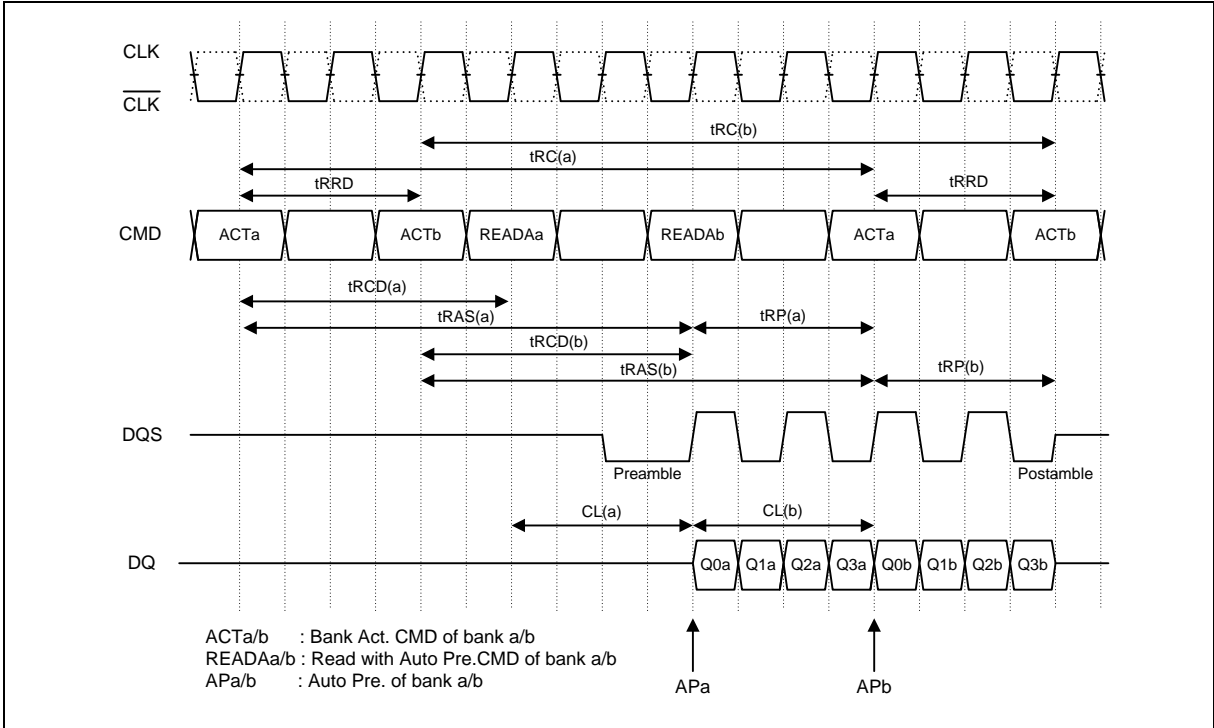 CLK
CLK
tRC(b)
tRC(a)
tRRD
tRRD
CMD
ACTa
ACTb
READAa
READAb
ACTa
ACTb
tRCD(a)
tRAS(a)
tRP(a)
tRCD(b)
tRAS(b)
tRP(b)
DQS
Preamble
Postamble
CL(a)
CL(b)
DQ
Q0a
Q1a
Q2a
Q3a
Q0b
Q1b
Q2b
Q3b
ACTa/b : Bank Act. CMD of bank a/b
READAa/b : Read with Auto Pre.CMD of bank a/b
APa/b : Auto Pre. of bank a/b
APa
APb